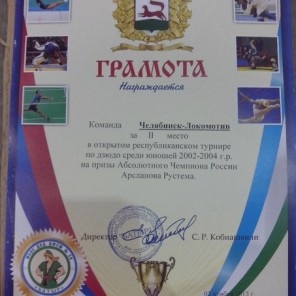 ГРАМОТА
Награждается
Команда Челябинск-Локомотив
за II место
в открытом республиканском турнире
по дзюдо среди юношей 2002-2004 г.р.
на призы Абсолютного Чемпиона России
Арсланова Рустема.
Директор С. Р. Кобиашвили